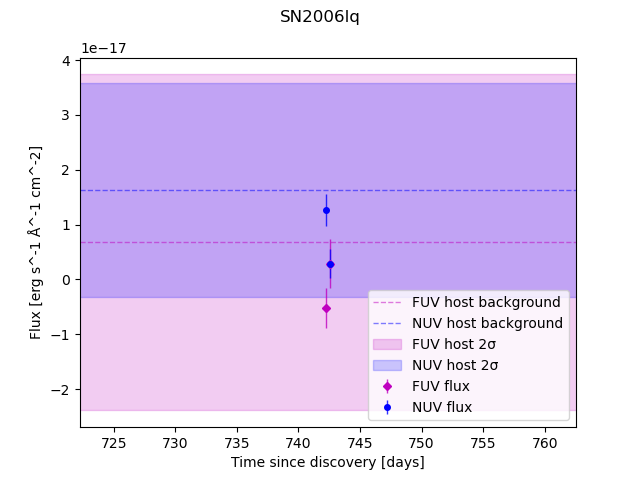 SN2006lq
1e−17
4
3
2
1
0
−1
−2
Flux [erg s^-1 Å^-1 cm^-2]
FUV host background
NUV host background
FUV host 2σ
NUV host 2σ
FUV flux
NUV flux
725 730 735 740 745 750 755 760
Time since discovery [days]